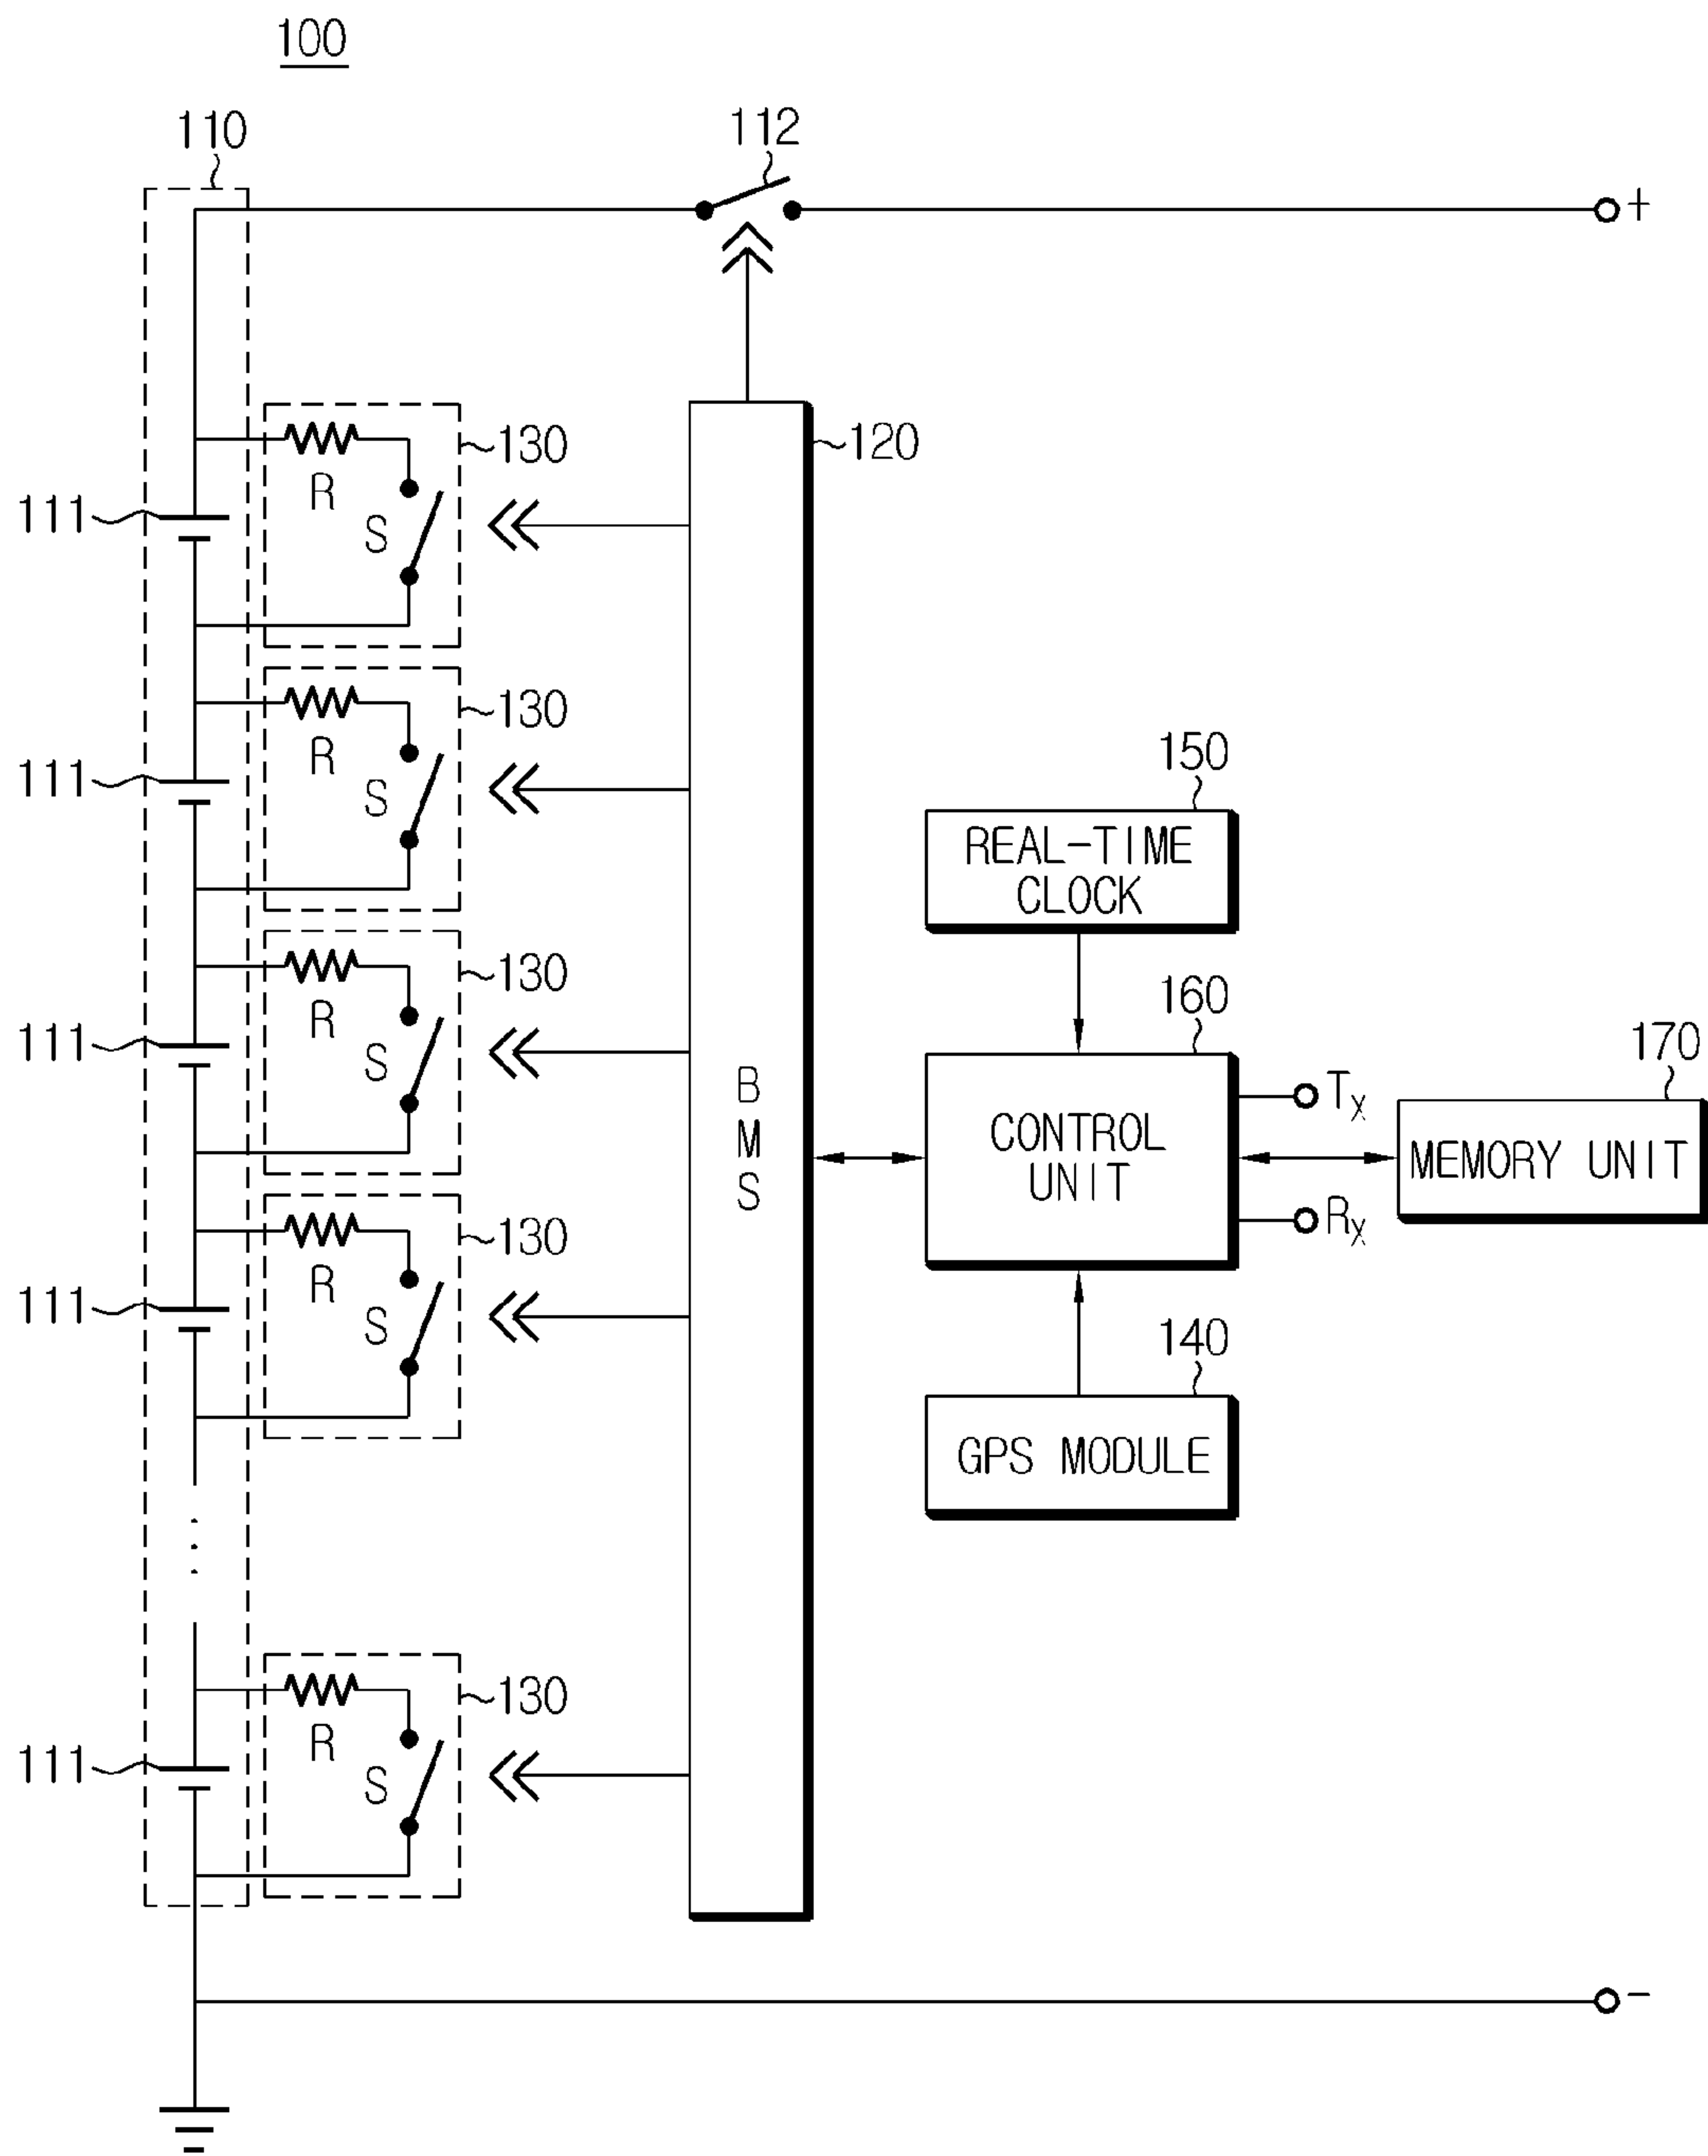 100
110
112
+
130
120
R
111
S
130
R
111
S
150
REAL-TIME
CLOCK
130
R
111
S
160
170
B
M
S
TX
CONTROL
UNIT
MEMORY UNIT
RX
130
R
111
S
140
GPS MODULE
130
R
111
S
-